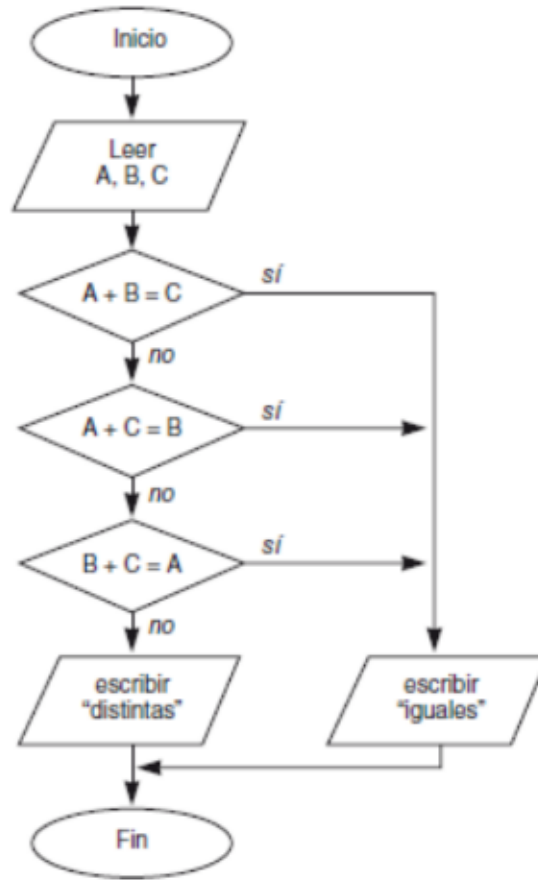 Inicio
Leer
A, B, C
A + B = C
sí
no
A + C = B
sí
no
B + C = A
sí
no
escribir
“distintas”
escribir
“iguales”
Fin